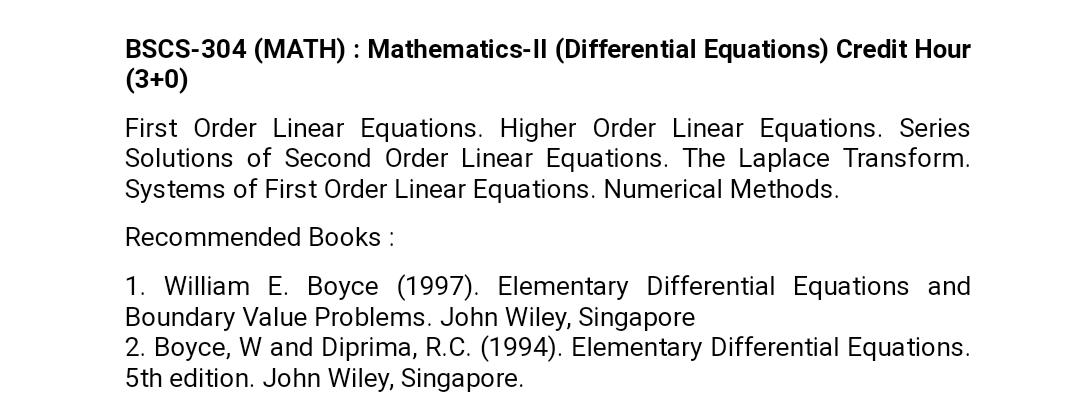 BSCS-304 (MATH) : Mathematics-II (Differential Equations) Credit Hour
(3+0)
First Order Linear Equations. Higher Order Linear Equations. Series
Solutions of Second Order Linear Equations. The Laplace Transform.
Systems of First Order Linear Equations. Numerical Methods.
Recommended Books :
1. William E. Boyce (1997). Elementary Differential Equations and
Boundary Value Problems. John Wiley, Singapore
2. Boyce, W and Diprima, R.C. (1994). Elementary Differential Equations.
5th edition. John Wiley, Singapore.